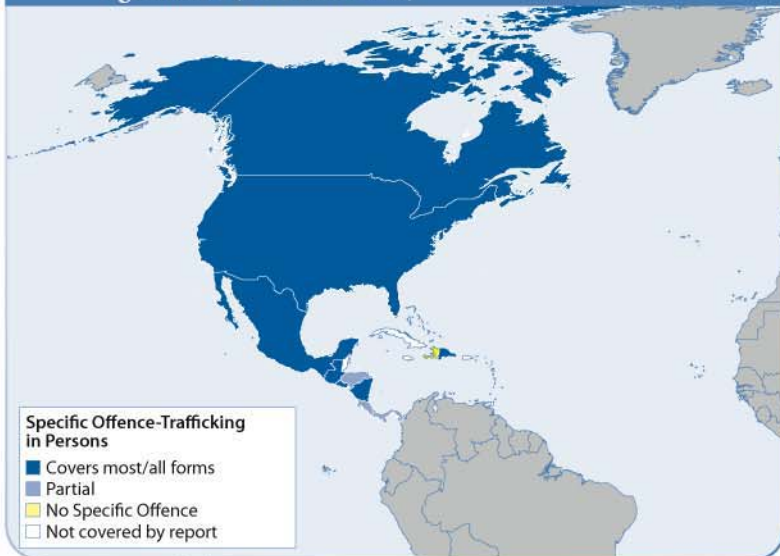 Specific Offence-Trafficking
in Persons
Covers most/all forms
Partial
No Specific Offence
Not covered by report